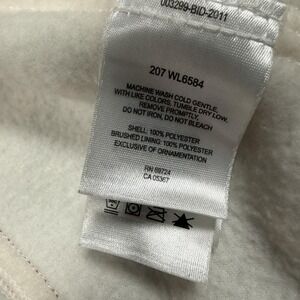 003299-BID-2011
207 WL6584
MACHINE WASH COLD GENTLE,
WITH LIKE COLORS, TUMBLE DRY LOW,
REMOVE PROMPTLY,
DO NOT IRON, DO NOT BLEACH
SHELL: 100% POLYESTER
BRUSHED LINING: 100% POLYESTER
EXCLUSIVE OF ORNAMENTATION
RN 69724
CA 05367